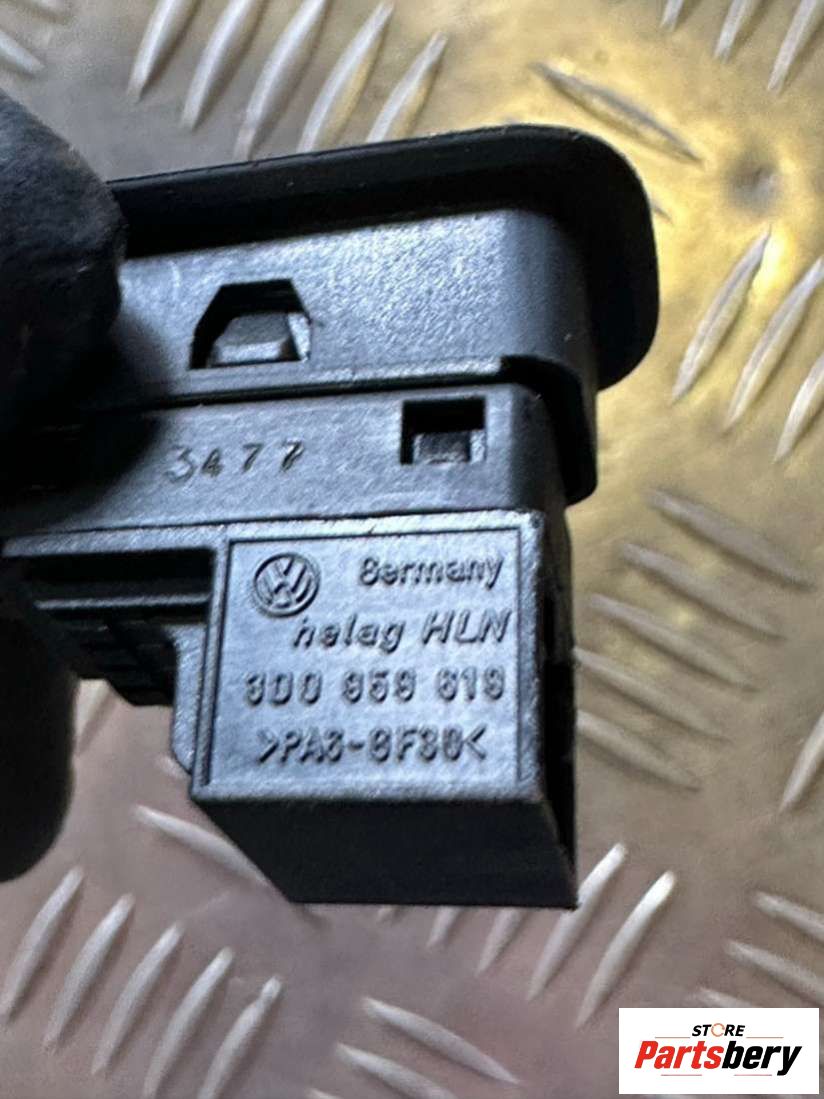 3477
Germany
helag HLN
3D0 959 619
>PA6-GF30<
STORE
Partsbery